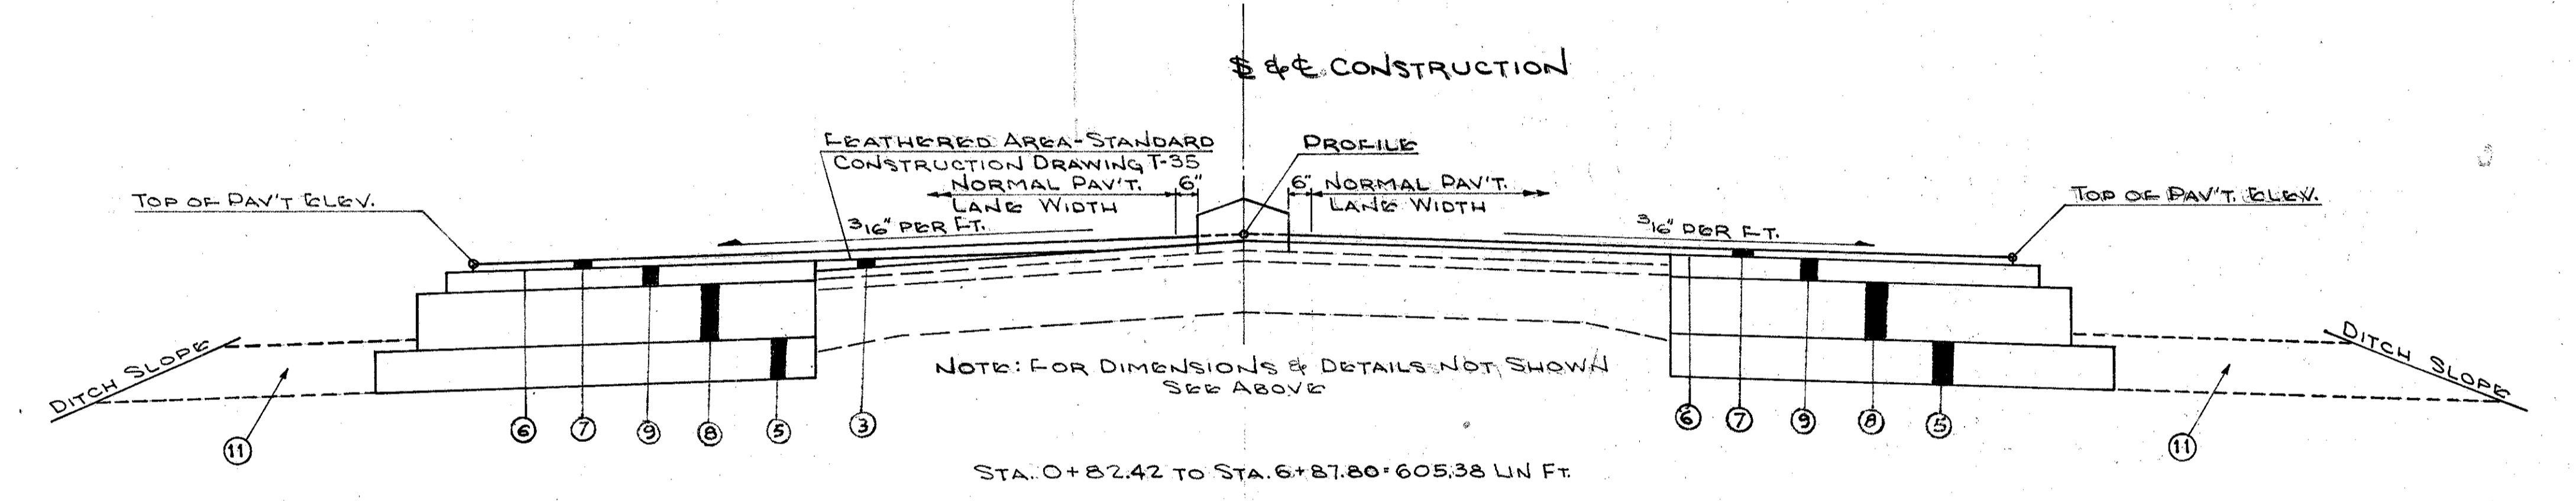 S & ℄ CONSTRUCTION
FEATHERED AREA-STANDARD
CONSTRUCTION DRAWING T-35
PROFILE
NORMAL PAV'T. 6"
LANE WIDTH
6" NORMAL PAV'T.
LANE WIDTH
TOP OF PAV'T ELEV.
TOP OF PAV'T. ELEV.
3/16" PER FT.
3/16" PER FT.
DITCH SLOPE
DITCH SLOPE
NOTE: FOR DIMENSIONS & DETAILS NOT SHOWN
SEE ABOVE
6 7 9 8 5 3
6 7 9 8 5
11
11
STA. 0+82.42 TO STA. 6+87.80=605.38 LIN FT.